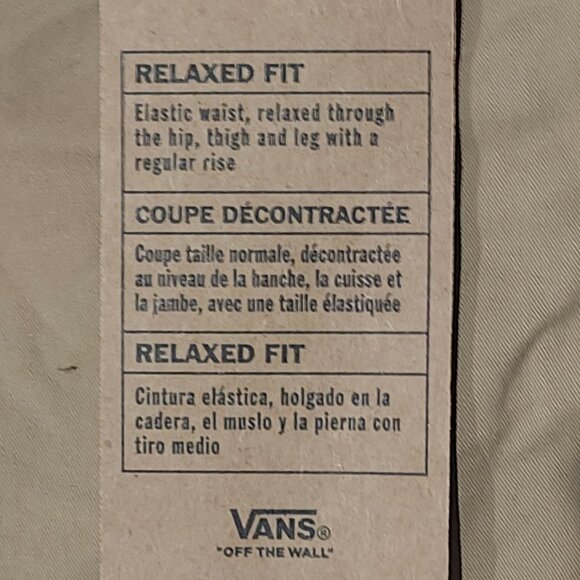 RELAXED FIT
Elastic waist, relaxed through
the hip, thigh and leg with a
regular rise
COUPE DÉCONTRACTÉE
Coupe taille normale, décontractée
au niveau de la hanche, la cuisse et
la jambe, avec une taille élastiquée
RELAXED FIT
Cintura elástica, holgado en la
cadera, el muslo y la pierna con
tiro medio
VANS®
"OFF THE WALL"